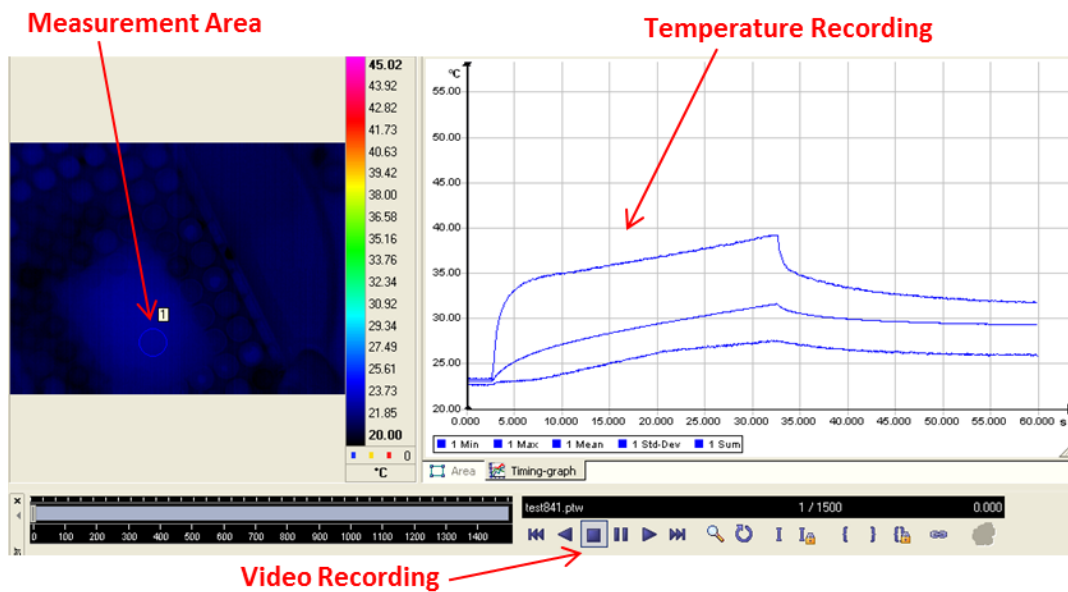 Measurement Area
Temperature Recording
45.02
43.92
42.82
41.73
40.63
39.42
38.00
36.58
35.16
33.76
32.34
30.92
29.34
27.49
25.61
23.73
21.85
20.00
0
°C
1
°C
55.00
50.00
45.00
40.00
35.00
30.00
25.00
20.00
0.000 5.000 10.000 15.000 20.000 25.000 30.000 35.000 40.000 45.000 50.000 55.000 60.000 s
1 Min 1 Max 1 Mean 1 Std-Dev 1 Sum
Area Timing-graph
0 100 200 300 400 500 600 700 800 900 1000 1100 1200 1300 1400
test841.ptw 1 / 1500 0.000
Video Recording